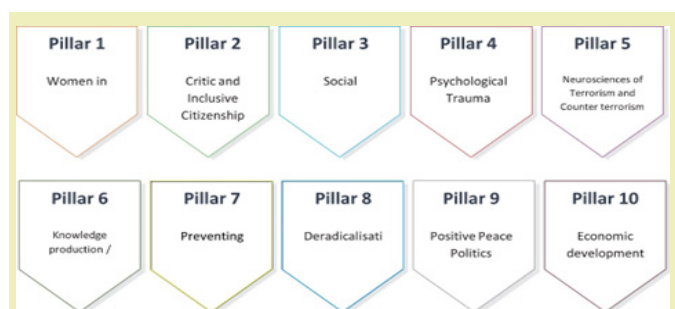 Pillar 1
Women in
Pillar 2
Critic and
Inclusive
Citizenship
Pillar 3
Social
Pillar 4
Psychological
Trauma
Pillar 5
Neurosciences of
Terrorism and
Counter terrorism
Pillar 6
Knowledge
production /
Pillar 7
Preventing
Pillar 8
Deradicalisati
Pillar 9
Positive Peace
Politics
Pillar 10
Economic
development